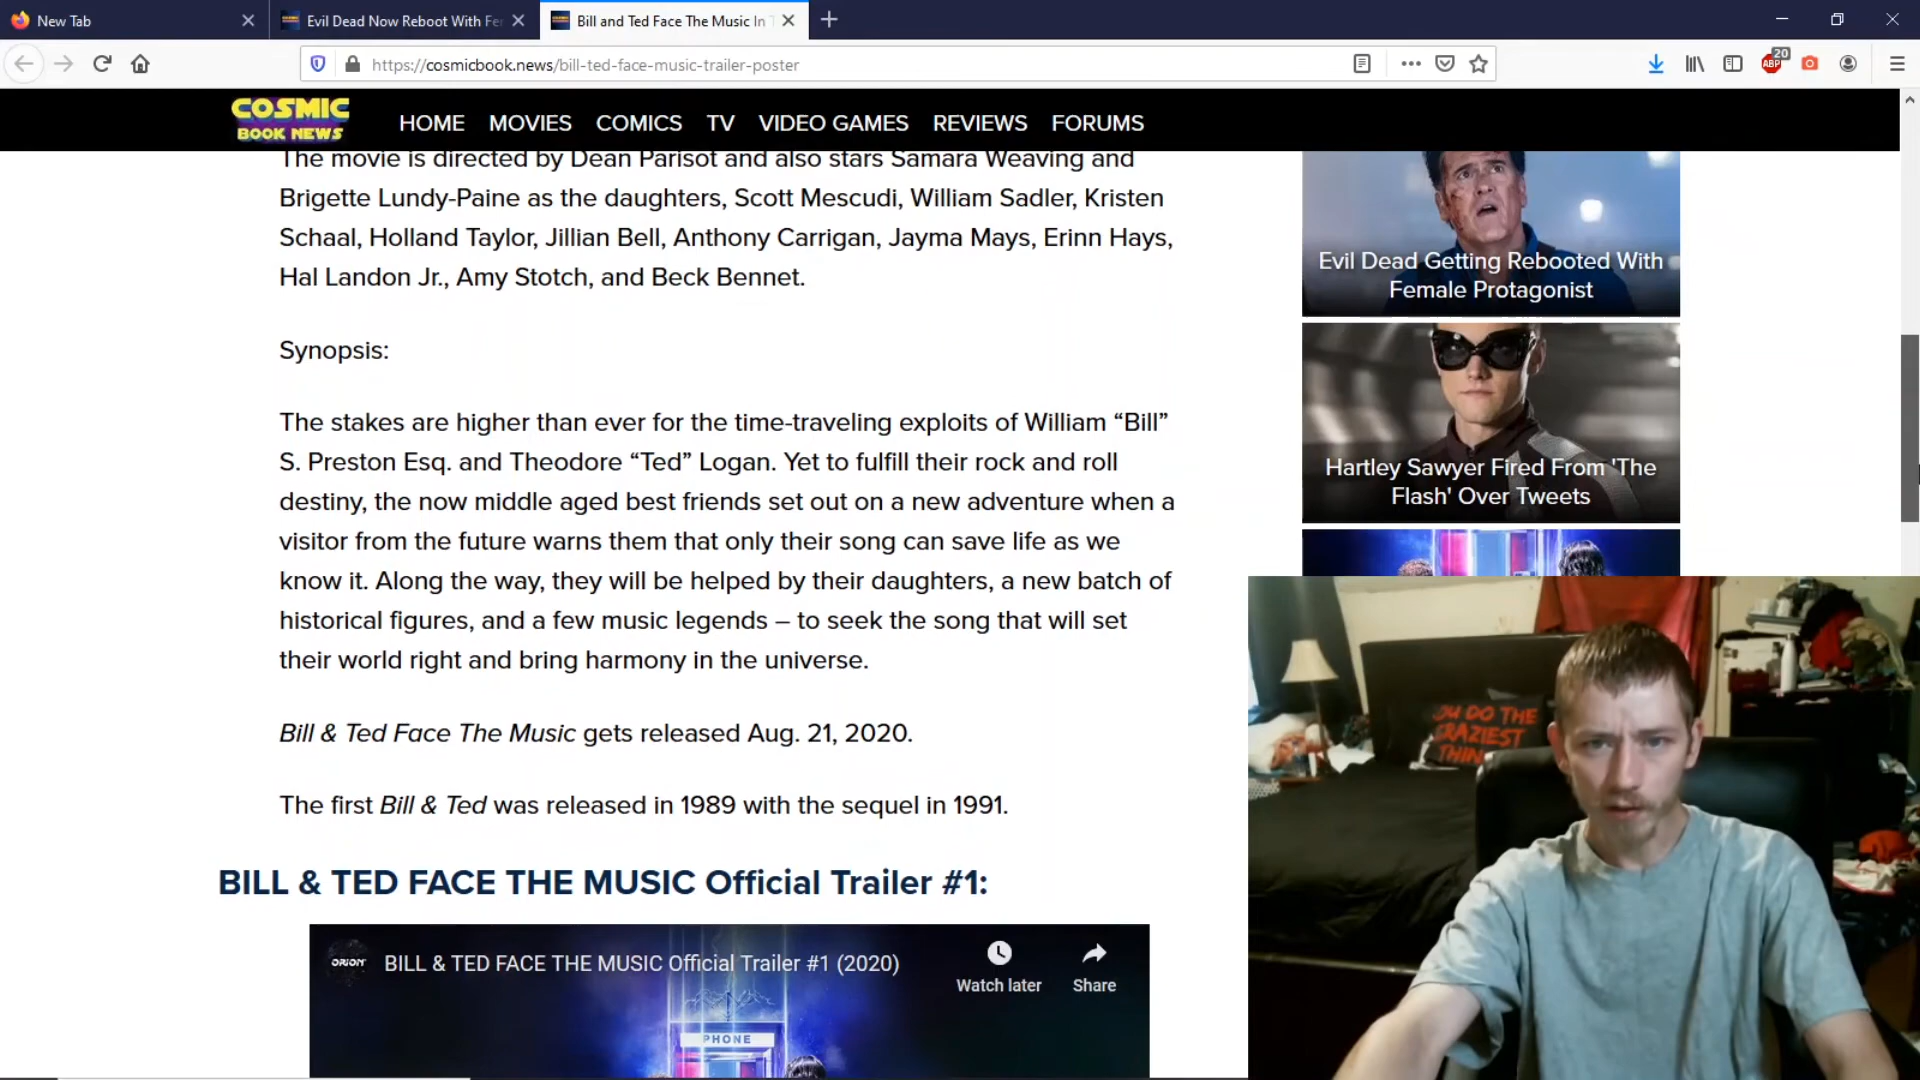 New Tab
Evil Dead Now Reboot With Fe
Bill and Ted Face The Music In T
https://cosmicbook.news/bill-ted-face-music-trailer-poster
20
ABP
COSMIC
BOOK NEWS
HOME MOVIES COMICS TV VIDEO GAMES REVIEWS FORUMS
The movie is directed by Dean Parisot and also stars Samara Weaving and
Brigette Lundy-Paine as the daughters, Scott Mescudi, William Sadler, Kristen
Schaal, Holland Taylor, Jillian Bell, Anthony Carrigan, Jayma Mays, Erinn Hays,
Hal Landon Jr., Amy Stotch, and Beck Bennet.
Synopsis:
The stakes are higher than ever for the time-traveling exploits of William “Bill”
S. Preston Esq. and Theodore “Ted” Logan. Yet to fulfill their rock and roll
destiny, the now middle aged best friends set out on a new adventure when a
visitor from the future warns them that only their song can save life as we
know it. Along the way, they will be helped by their daughters, a new batch of
historical figures, and a few music legends – to seek the song that will set
their world right and bring harmony in the universe.
Bill & Ted Face The Music gets released Aug. 21, 2020.
The first Bill & Ted was released in 1989 with the sequel in 1991.
BILL & TED FACE THE MUSIC Official Trailer #1:
ORION
BILL & TED FACE THE MUSIC Official Trailer #1 (2020)
Watch later
Share
PHONE
Evil Dead Getting Rebooted With
Female Protagonist
Hartley Sawyer Fired From 'The
Flash' Over Tweets
OU DO THE
RAZIEST
THIN